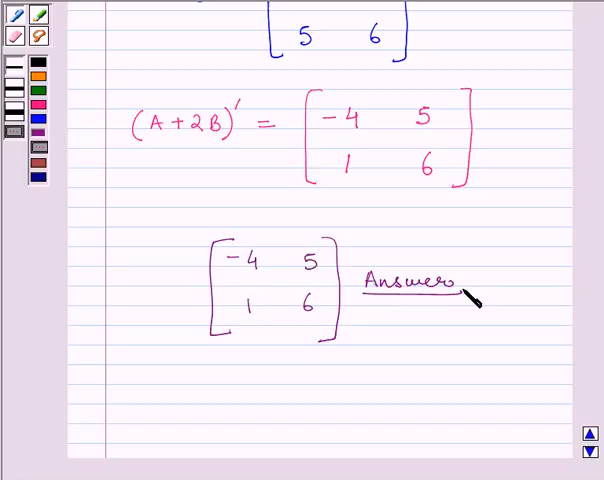 5 6
(A + 2B)' = [ -4 5
1 6 ]
[ -4 5
1 6 ] Answer